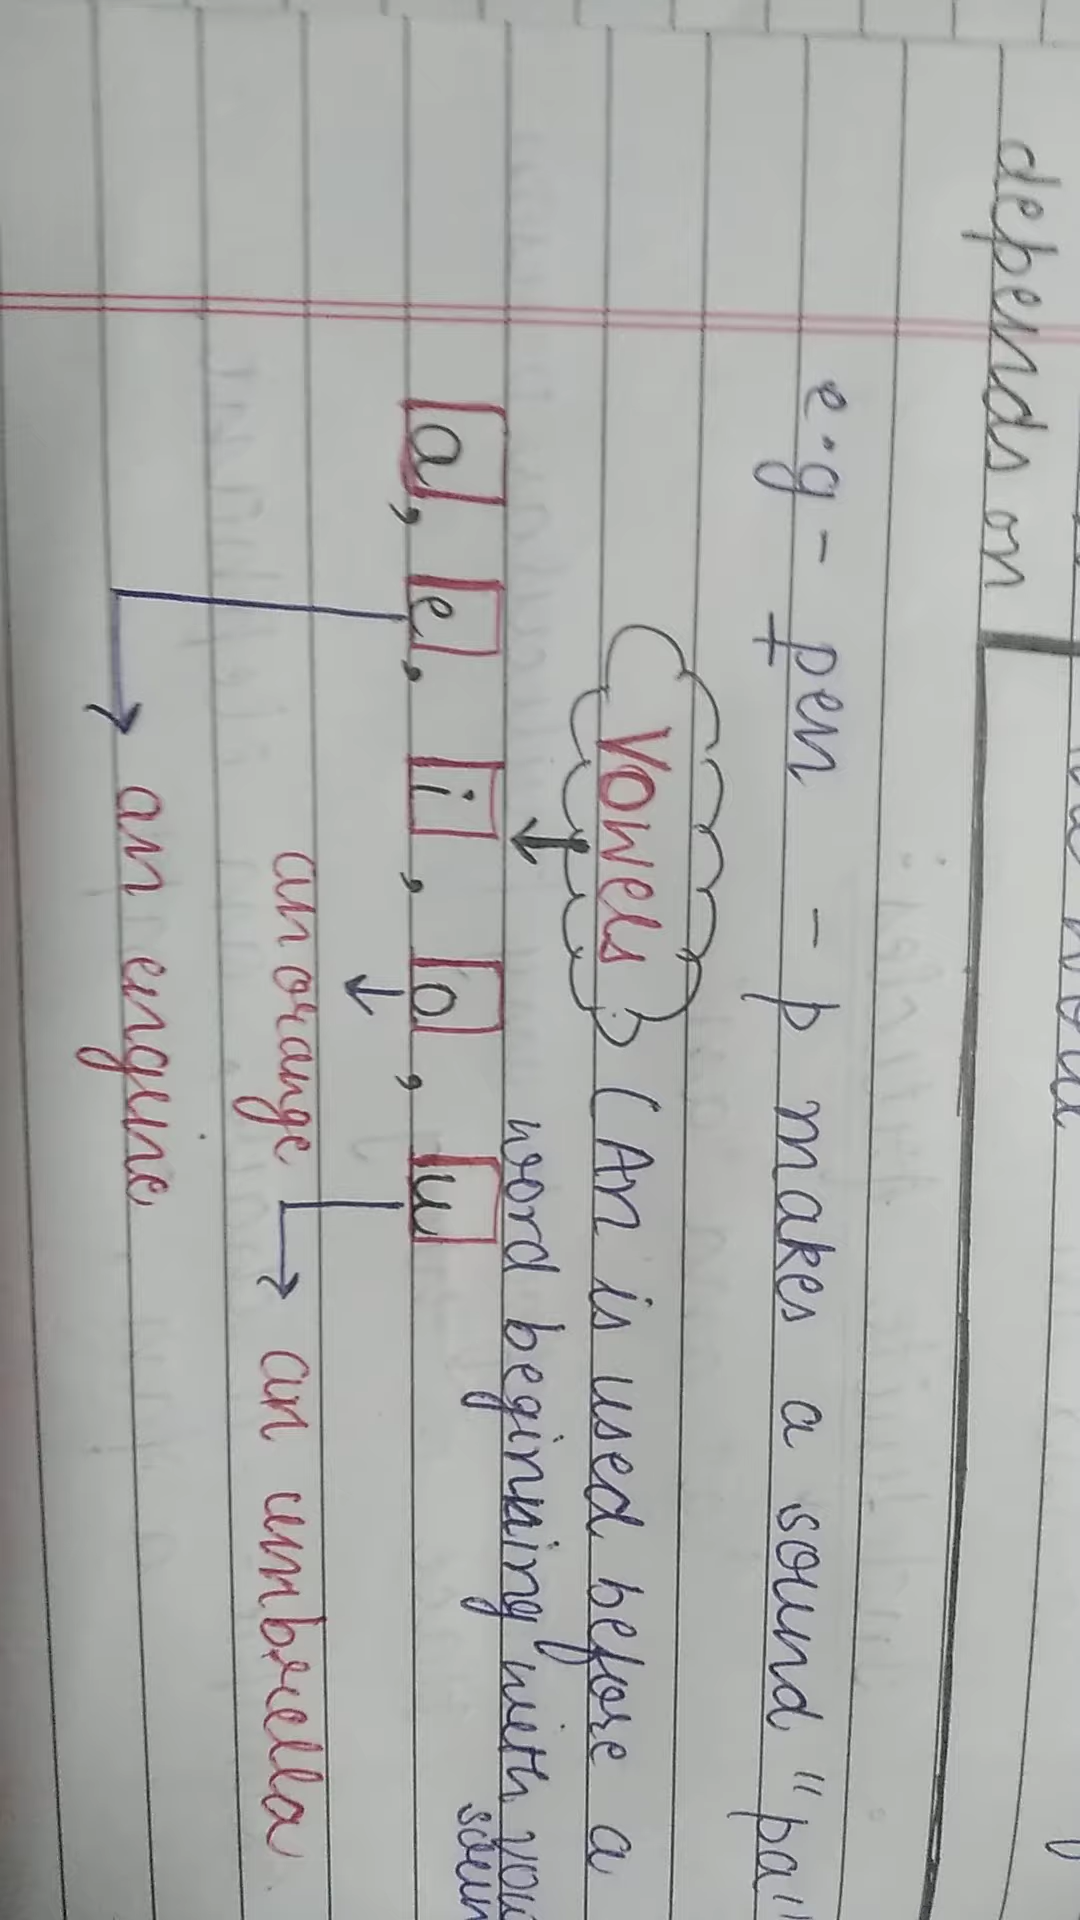 depends on
e.g - pen - p makes a sound "pa"
Vowels (An is used before a
word beginning with
a, e, i, o, u
an orange
an umbrella
an engine